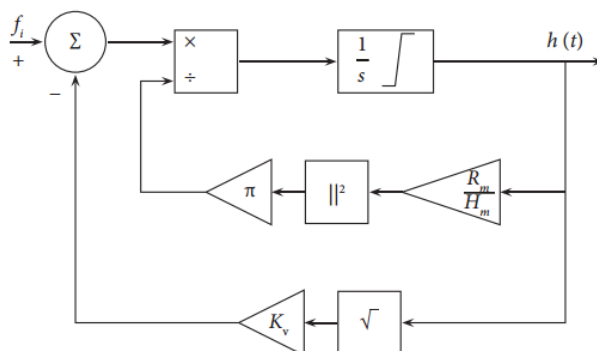 f_i
+
−
Σ
×
÷
1
s
h (t)
π
||²
R_m
H_m
K_v
√